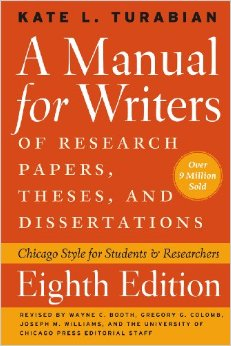 KATE L. TURABIAN
A Manual
for Writers
OF RESEARCH
PAPERS,
THESES, AND
DISSERTATIONS
Over
9 Million
Sold
Chicago Style for Students & Researchers
Eighth Edition
REVISED BY WAYNE C. BOOTH, GREGORY G. COLOMB,
JOSEPH M. WILLIAMS, AND THE UNIVERSITY OF
CHICAGO PRESS EDITORIAL STAFF